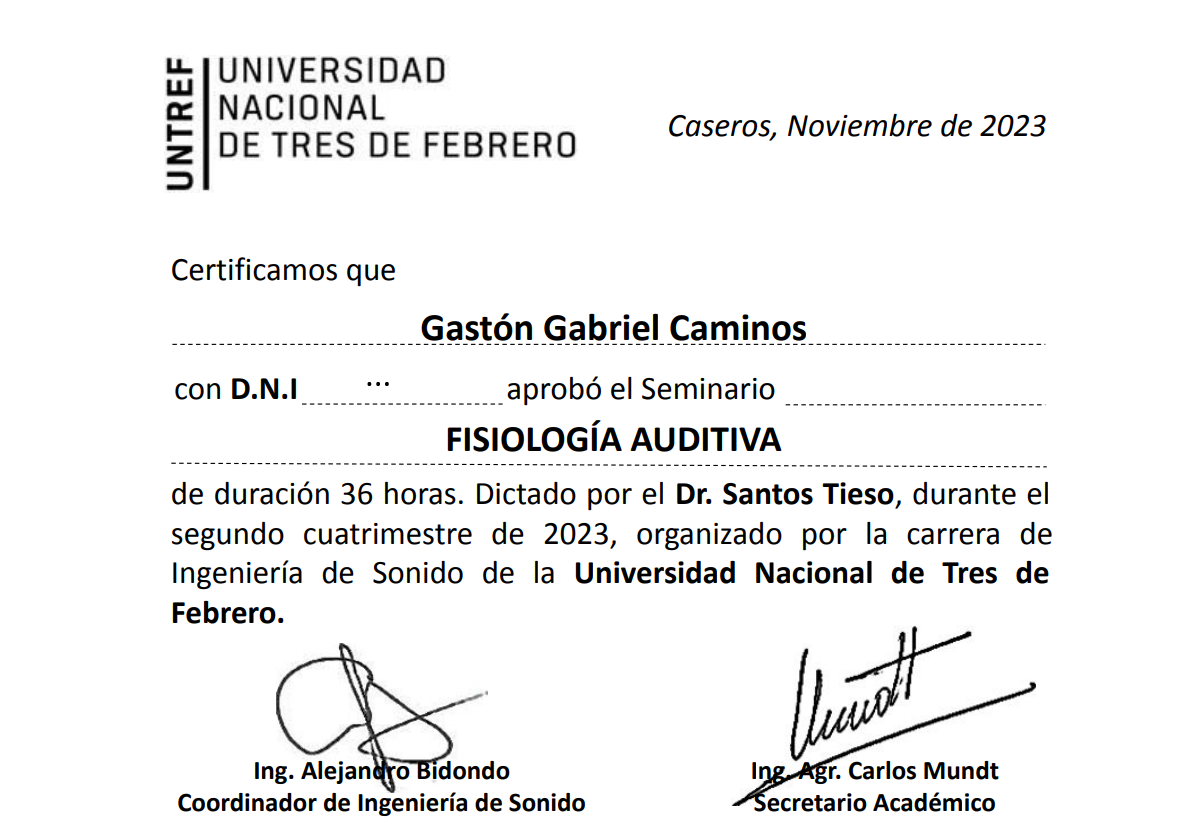 UNTREF
UNIVERSIDAD
NACIONAL
DE TRES DE FEBRERO
Caseros, Noviembre de 2023
Certificamos que
Gastón Gabriel Caminos
con D.N.I ... aprobó el Seminario
FISIOLOGÍA AUDITIVA
de duración 36 horas. Dictado por el Dr. Santos Tieso, durante el
segundo cuatrimestre de 2023, organizado por la carrera de
Ingeniería de Sonido de la Universidad Nacional de Tres de
Febrero.
Mundt
Ing. Alejandro Bidondo
Coordinador de Ingeniería de Sonido
Ing. Agr. Carlos Mundt
Secretario Académico